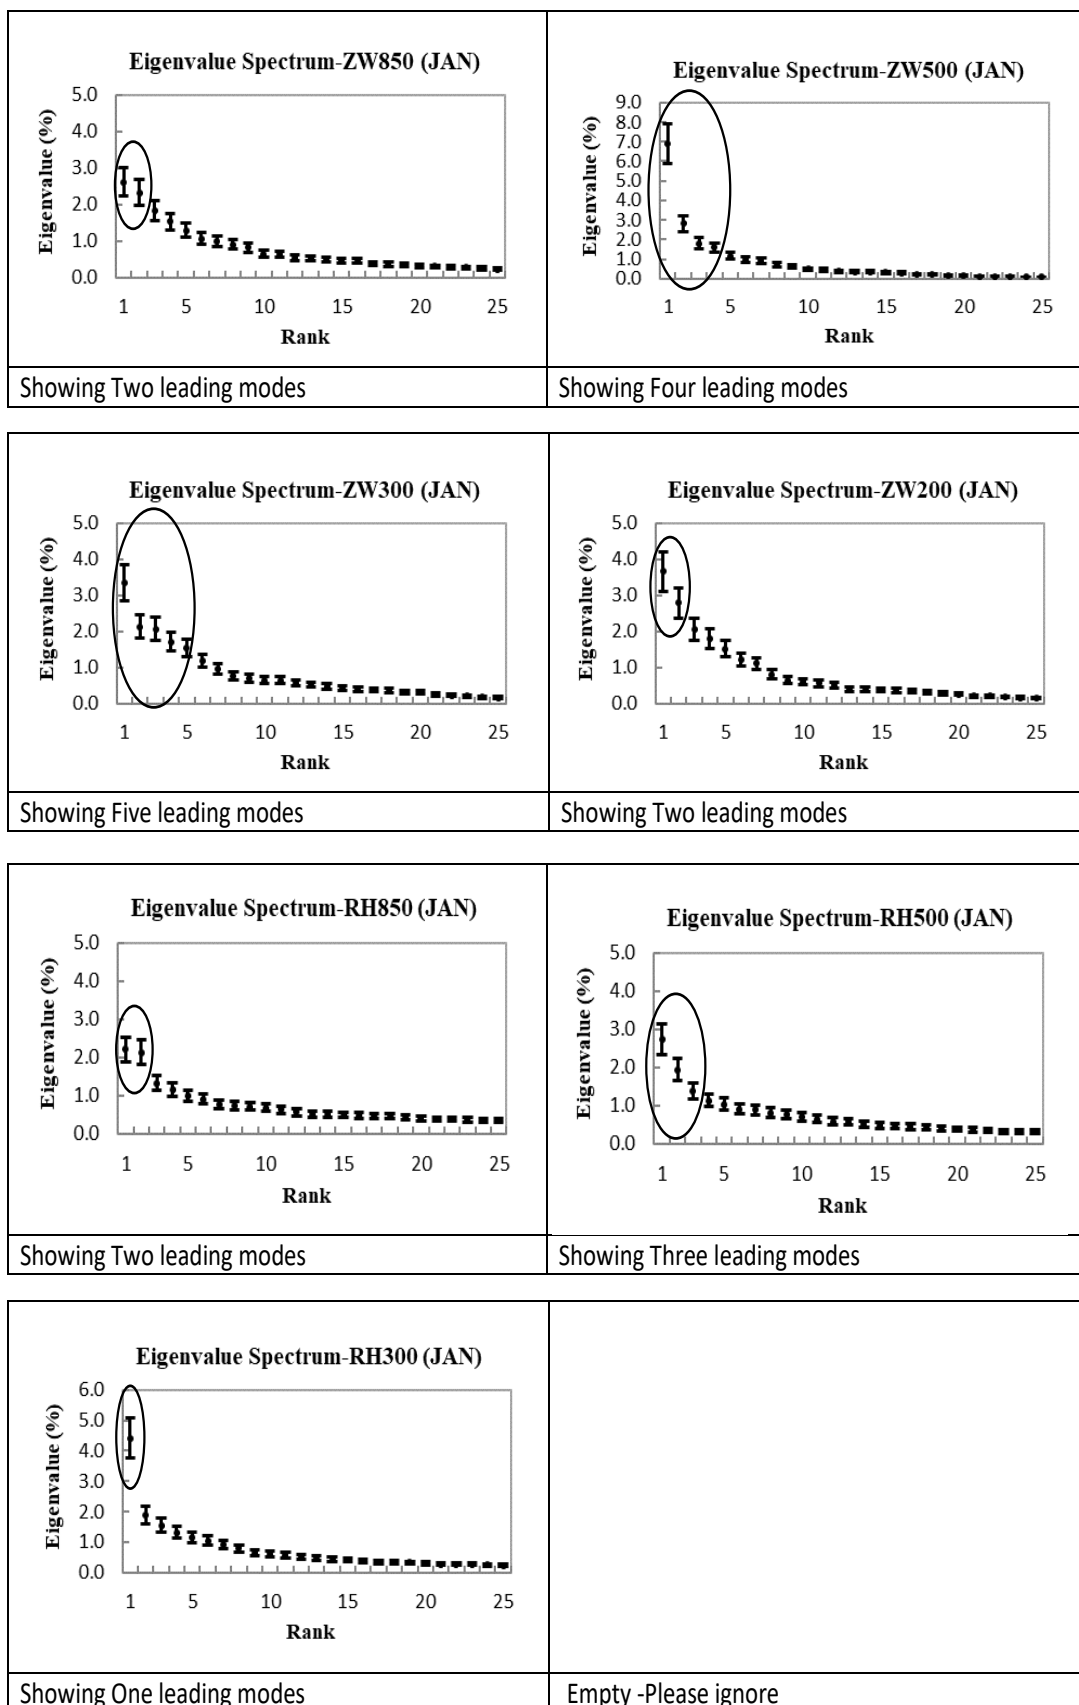 Eigenvalue Spectrum-ZW850 (JAN)
Eigenvalue (%)
5.0
4.0
3.0
2.0
1.0
0.0
1 5 10 15 20 25
Rank
Showing Two leading modes
Eigenvalue Spectrum-ZW500 (JAN)
Eigenvalue (%)
9.0
8.0
7.0
6.0
5.0
4.0
3.0
2.0
1.0
0.0
1 5 10 15 20 25
Rank
Showing Four leading modes
Eigenvalue Spectrum-ZW300 (JAN)
Eigenvalue (%)
5.0
4.0
3.0
2.0
1.0
0.0
1 5 10 15 20 25
Rank
Showing Five leading modes
Eigenvalue Spectrum-ZW200 (JAN)
Eigenvalue (%)
5.0
4.0
3.0
2.0
1.0
0.0
1 5 10 15 20 25
Rank
Showing Two leading modes
Eigenvalue Spectrum-RH850 (JAN)
Eigenvalue (%)
5.0
4.0
3.0
2.0
1.0
0.0
1 5 10 15 20 25
Rank
Showing Two leading modes
Eigenvalue Spectrum-RH500 (JAN)
Eigenvalue (%)
5.0
4.0
3.0
2.0
1.0
0.0
1 5 10 15 20 25
Rank
Showing Three leading modes
Eigenvalue Spectrum-RH300 (JAN)
Eigenvalue (%)
6.0
5.0
4.0
3.0
2.0
1.0
0.0
1 5 10 15 20 25
Rank
Showing One leading modes
Empty -Please ignore